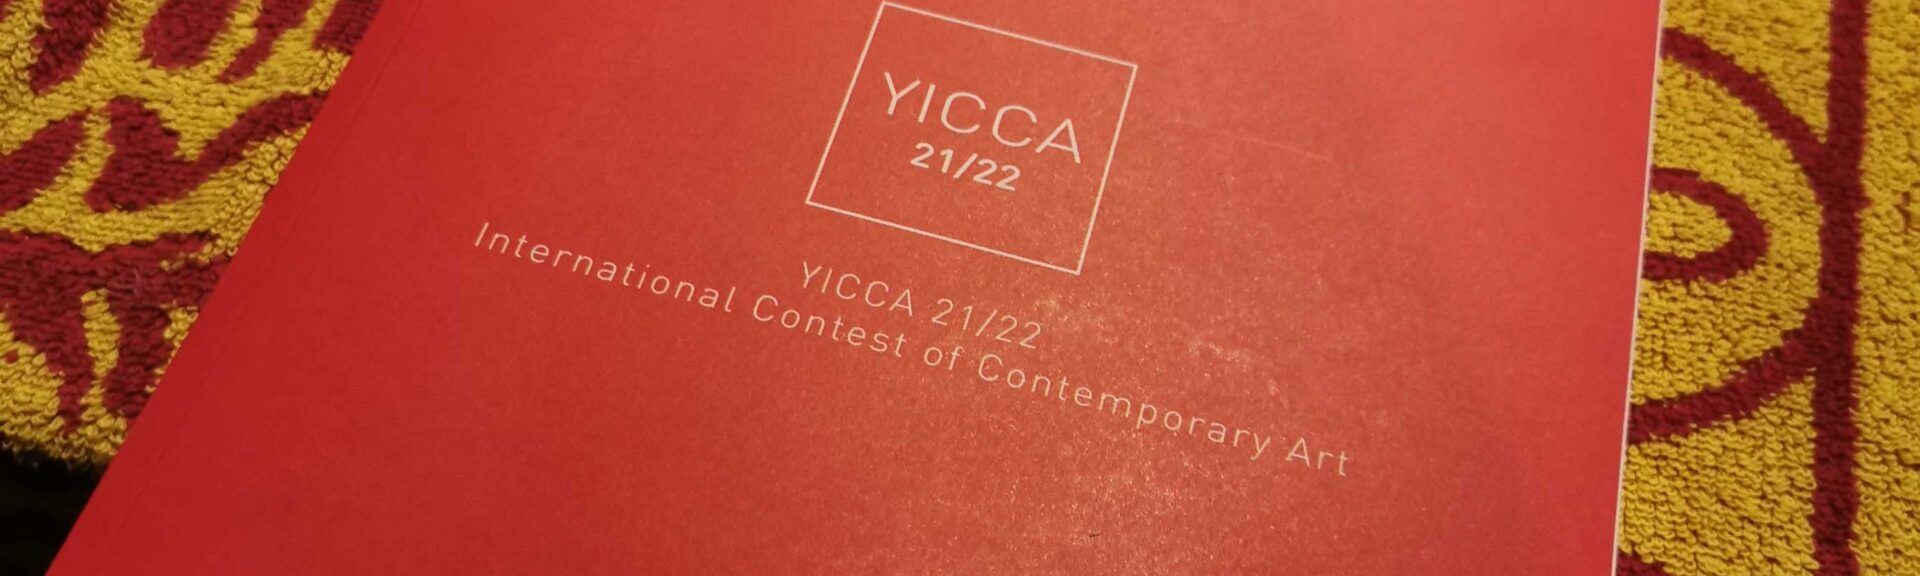 YICCA
21/22
YICCA 21/22
International Contest of Contemporary Art